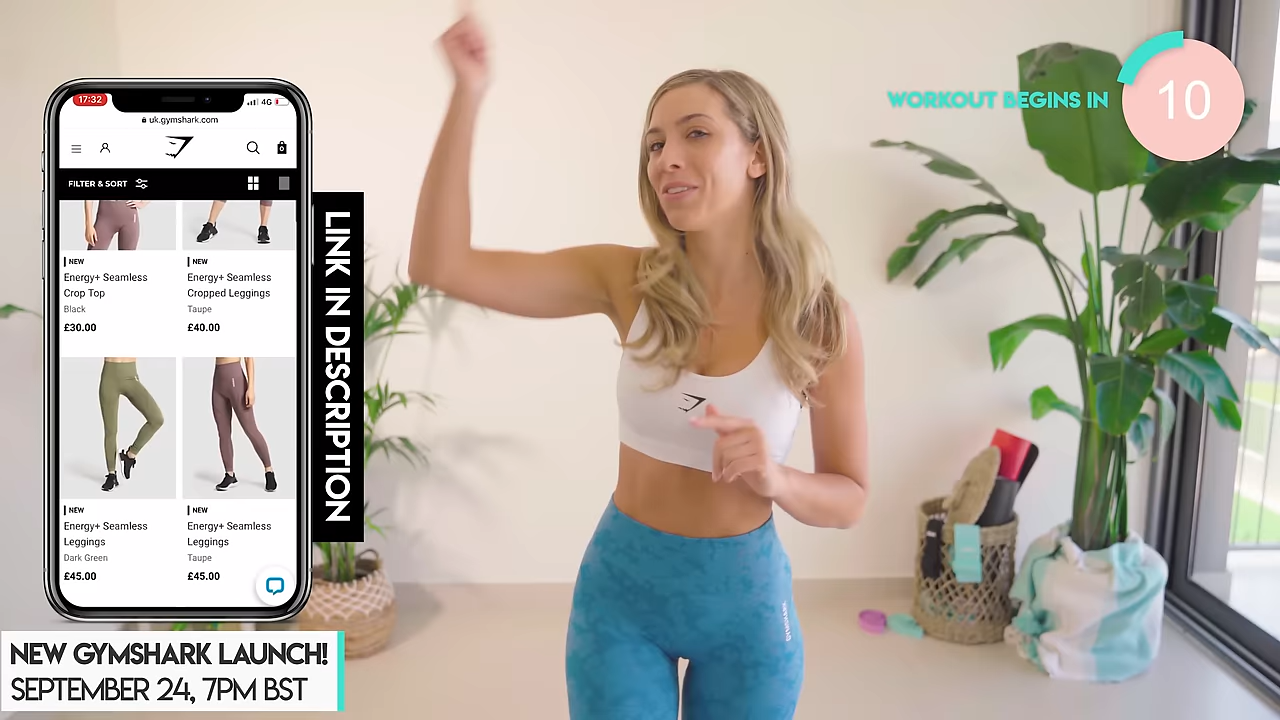 17:32
4G
uk.gymshark.com
0
FILTER & SORT
NEW
Energy+ Seamless
Crop Top
Black
£30.00
NEW
Energy+ Seamless
Cropped Leggings
Taupe
£40.00
NEW
Energy+ Seamless
Leggings
Dark Green
£45.00
NEW
Energy+ Seamless
Leggings
Taupe
£45.00
LINK IN DESCRIPTION
NEW GYMSHARK LAUNCH!
SEPTEMBER 24, 7PM BST
WORKOUT BEGINS IN
10
GYMSHARK